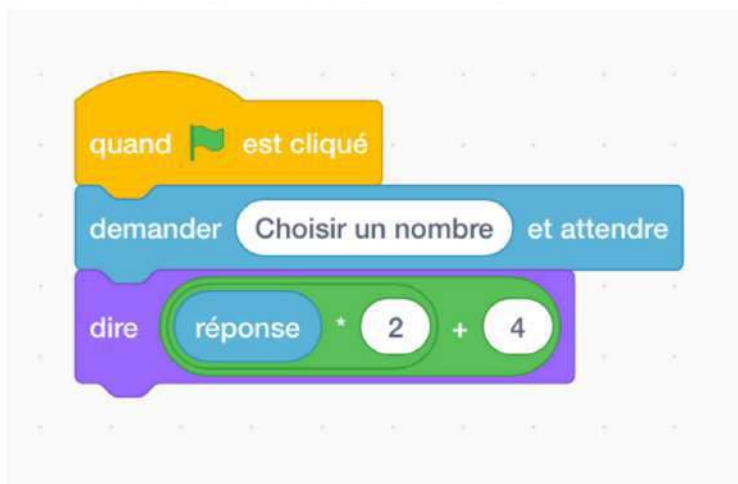 quand est cliqué
demander Choisir un nombre et attendre
dire réponse * 2 + 4